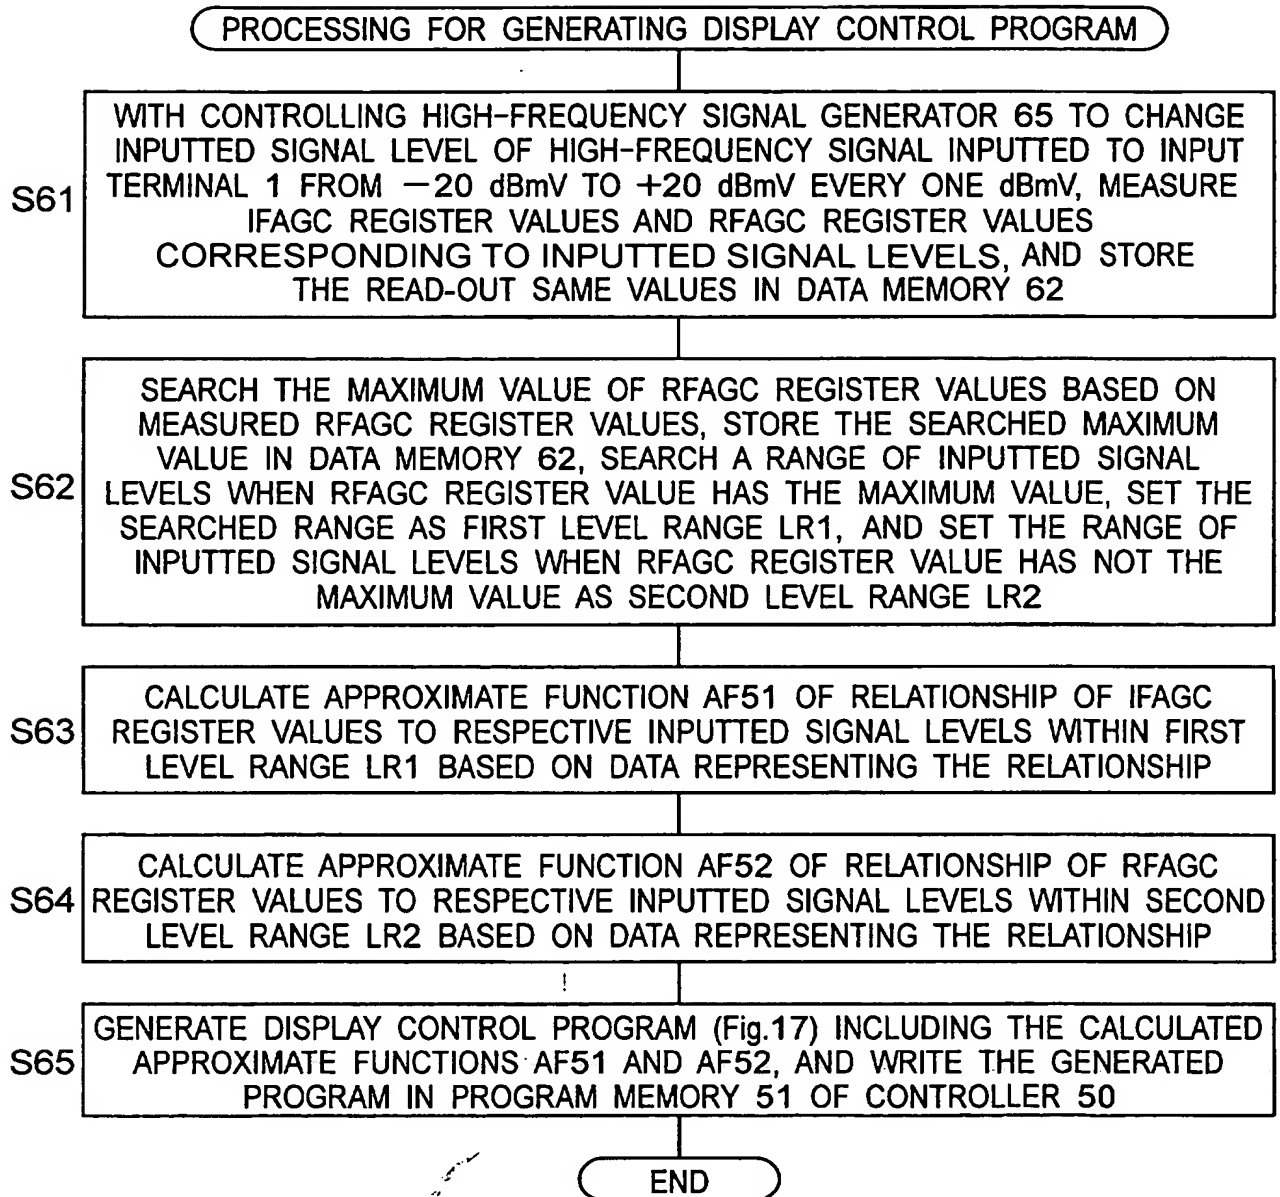 PROCESSING FOR GENERATING DISPLAY CONTROL PROGRAM
S61
WITH CONTROLLING HIGH-FREQUENCY SIGNAL GENERATOR 65 TO CHANGE
INPUTTED SIGNAL LEVEL OF HIGH-FREQUENCY SIGNAL INPUTTED TO INPUT
TERMINAL 1 FROM −20 dBmV TO +20 dBmV EVERY ONE dBmV, MEASURE
IFAGC REGISTER VALUES AND RFAGC REGISTER VALUES
CORRESPONDING TO INPUTTED SIGNAL LEVELS, AND STORE
THE READ-OUT SAME VALUES IN DATA MEMORY 62
S62
SEARCH THE MAXIMUM VALUE OF RFAGC REGISTER VALUES BASED ON
MEASURED RFAGC REGISTER VALUES, STORE THE SEARCHED MAXIMUM
VALUE IN DATA MEMORY 62, SEARCH A RANGE OF INPUTTED SIGNAL
LEVELS WHEN RFAGC REGISTER VALUE HAS THE MAXIMUM VALUE, SET THE
SEARCHED RANGE AS FIRST LEVEL RANGE LR1, AND SET THE RANGE OF
INPUTTED SIGNAL LEVELS WHEN RFAGC REGISTER VALUE HAS NOT THE
MAXIMUM VALUE AS SECOND LEVEL RANGE LR2
S63
CALCULATE APPROXIMATE FUNCTION AF51 OF RELATIONSHIP OF IFAGC
REGISTER VALUES TO RESPECTIVE INPUTTED SIGNAL LEVELS WITHIN FIRST
LEVEL RANGE LR1 BASED ON DATA REPRESENTING THE RELATIONSHIP
S64
CALCULATE APPROXIMATE FUNCTION AF52 OF RELATIONSHIP OF RFAGC
REGISTER VALUES TO RESPECTIVE INPUTTED SIGNAL LEVELS WITHIN SECOND
LEVEL RANGE LR2 BASED ON DATA REPRESENTING THE RELATIONSHIP
S65
GENERATE DISPLAY CONTROL PROGRAM (Fig.17) INCLUDING THE CALCULATED
APPROXIMATE FUNCTIONS AF51 AND AF52, AND WRITE THE GENERATED
PROGRAM IN PROGRAM MEMORY 51 OF CONTROLLER 50
END